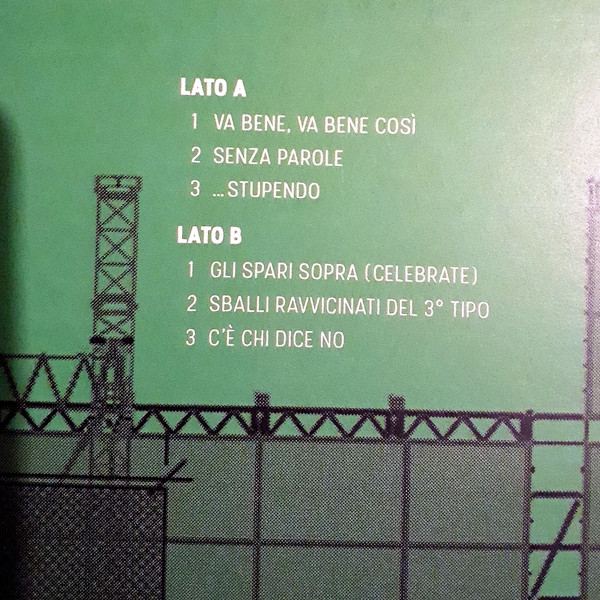 LATO A
1 VA BENE, VA BENE COSÌ
2 SENZA PAROLE
3 ...STUPENDO
LATO B
1 GLI SPARI SOPRA (CELEBRATE)
2 SBALLI RAVVICINATI DEL 3° TIPO
3 C'È CHI DICE NO